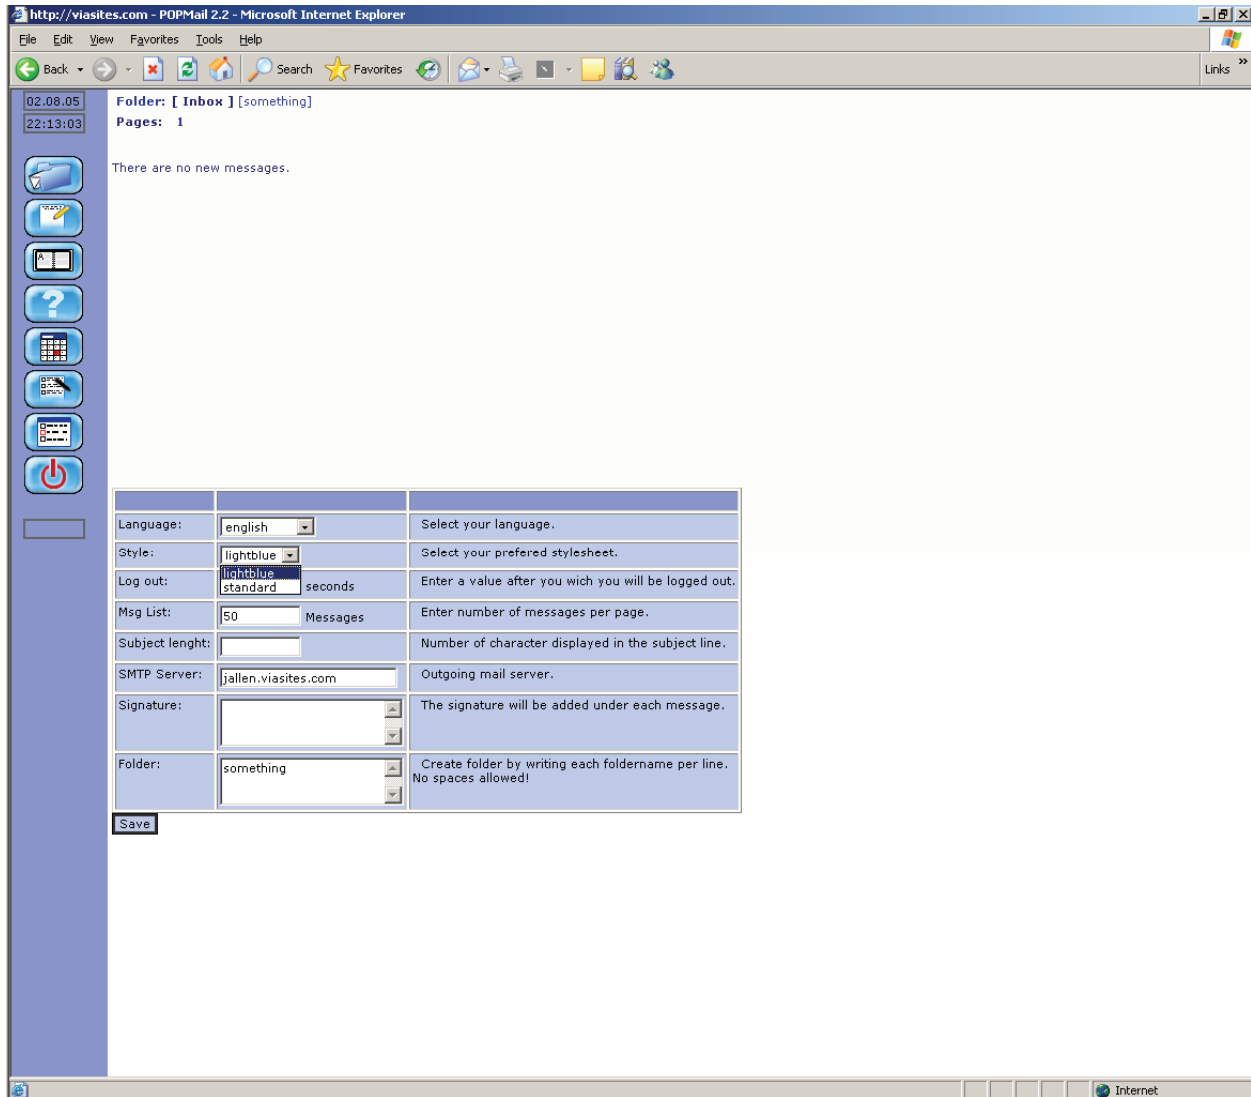 http://viasites.com - POPMail 2.2 - Microsoft Internet Explorer
File Edit View Favorites Tools Help
Back Search Favorites Links »
02.08.05 Folder: [ Inbox ] [something]
22:13:03 Pages: 1
There are no new messages.
A
?
Language: english Select your language.
Style: lightblue Select your prefered stylesheet.
lightblue
Log out: standard seconds Enter a value after you wich you will be logged out.
Msg List: 50 Messages Enter number of messages per page.
Subject lenght: Number of character displayed in the subject line.
SMTP Server: jallen.viasites.com Outgoing mail server.
Signature: The signature will be added under each message.
Folder: something Create folder by writing each foldername per line.
No spaces allowed!
Save
Internet